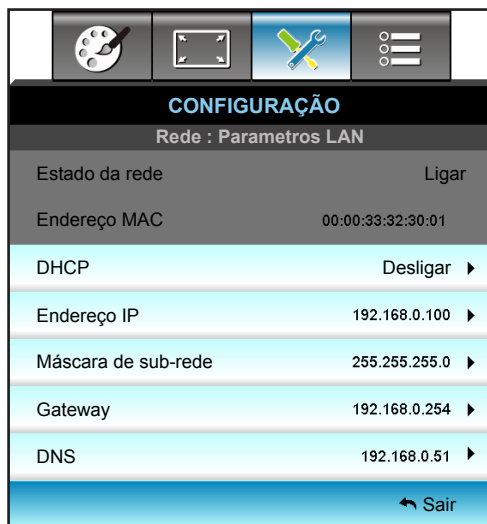 CONFIGURAÇÃO
Rede : Parametros LAN
Estado da rede Ligar
Endereço MAC 00:00:33:32:30:01
DHCP Desligar
Endereço IP 192.168.0.100
Máscara de sub-rede 255.255.255.0
Gateway 192.168.0.254
DNS 192.168.0.51
Sair